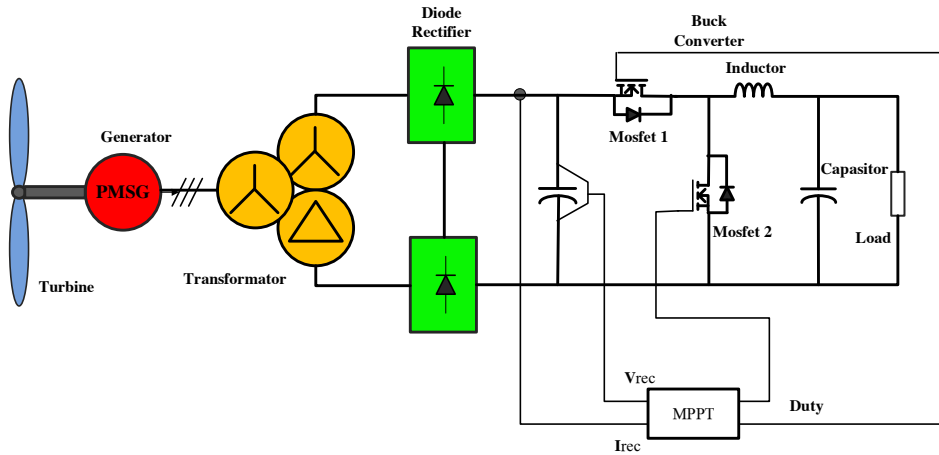 Diode
Rectifier
Buck
Converter
Inductor
Generator
Mosfet 1
PMSG
Capasitor
Mosfet 2
Load
Transformator
Turbine
Vrec
MPPT
Duty
Irec